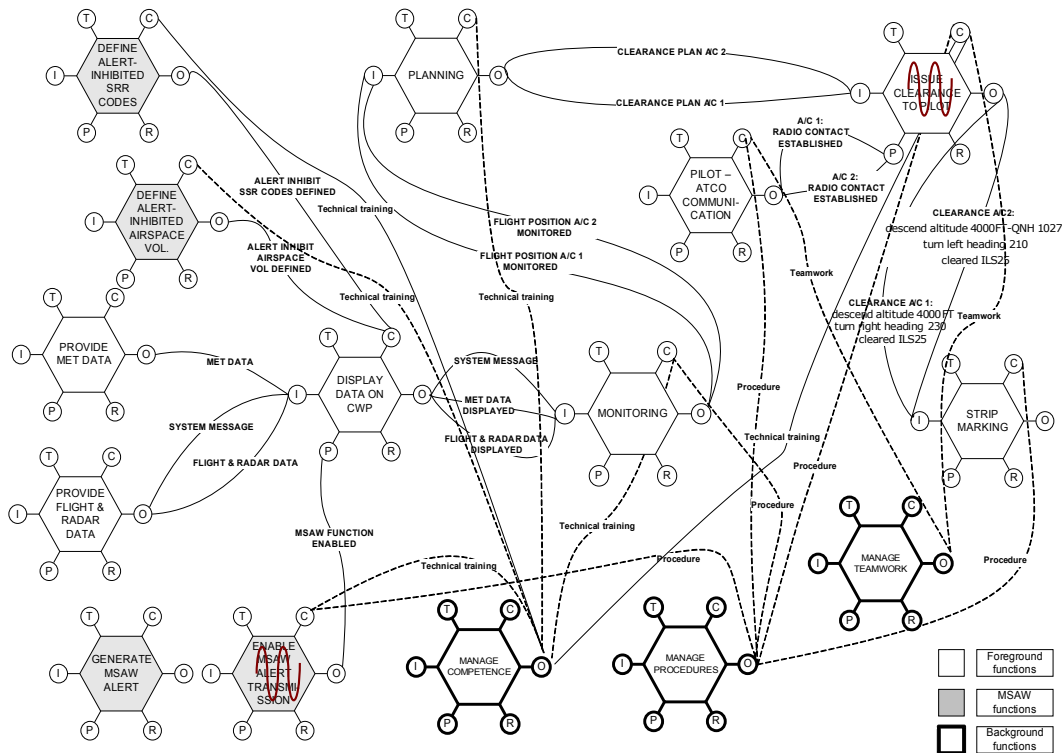 T
C
I
O
P
R
DEFINE
ALERT-
INHIBITED
SRR
CODES
T
C
I
O
P
R
PLANNING
CLEARANCE PLAN A/C 2
CLEARANCE PLAN A/C 1
T
C
I
O
P
R
ISSUE
CLEARANCE
TO PILOT
T
C
I
O
P
R
DEFINE
ALERT-
INHIBITED
AIRSPACE
VOL.
ALERT INHIBIT
SSR CODES DEFINED
Technical training
ALERT INHIBIT
AIRSPACE
VOL DEFINED
FLIGHT POSITION A/C 2
MONITORED
FLIGHT POSITION A/C 1
MONITORED
Technical training
Technical training
T
C
I
O
P
R
PILOT –
ATCO
COMMUNI-
CATION
A/C 1:
RADIO CONTACT
ESTABLISHED
A/C 2:
RADIO CONTACT
ESTABLISHED
CLEARANCE A/C2:
descend altitude 4000FT-QNH 1027
turn left heading 210
cleared ILS25
Teamwork
CLEARANCE A/C 1:
descend altitude 4000FT
turn right heading 230
cleared ILS25
Teamwork
T
C
I
O
P
R
PROVIDE
MET DATA
MET DATA
SYSTEM MESSAGE
FLIGHT & RADAR DATA
T
C
I
O
P
R
DISPLAY
DATA ON
CWP
SYSTEM MESSAGE
MET DATA
DISPLAYED
FLIGHT & RADAR DATA
DISPLAYED
T
C
I
O
P
R
MONITORING
Procedure
Technical training
Procedure
Procedure
Technical training
T
C
I
O
P
R
STRIP
MARKING
T
C
I
O
P
R
PROVIDE
FLIGHT &
RADAR
DATA
MSAW FUNCTION
ENABLED
Technical training
Procedure
T
C
I
O
P
R
MANAGE
TEAMWORK
Procedure
T
C
I
O
P
R
GENERATE
MSAW
ALERT
T
C
I
O
P
R
ENABLE
MSAW
ALERT
TRANSMI-
SSION
T
C
I
O
P
R
MANAGE
COMPETENCE
T
C
I
O
P
R
MANAGE
PROCEDURES
Foreground
functions
MSAW
functions
Background
functions